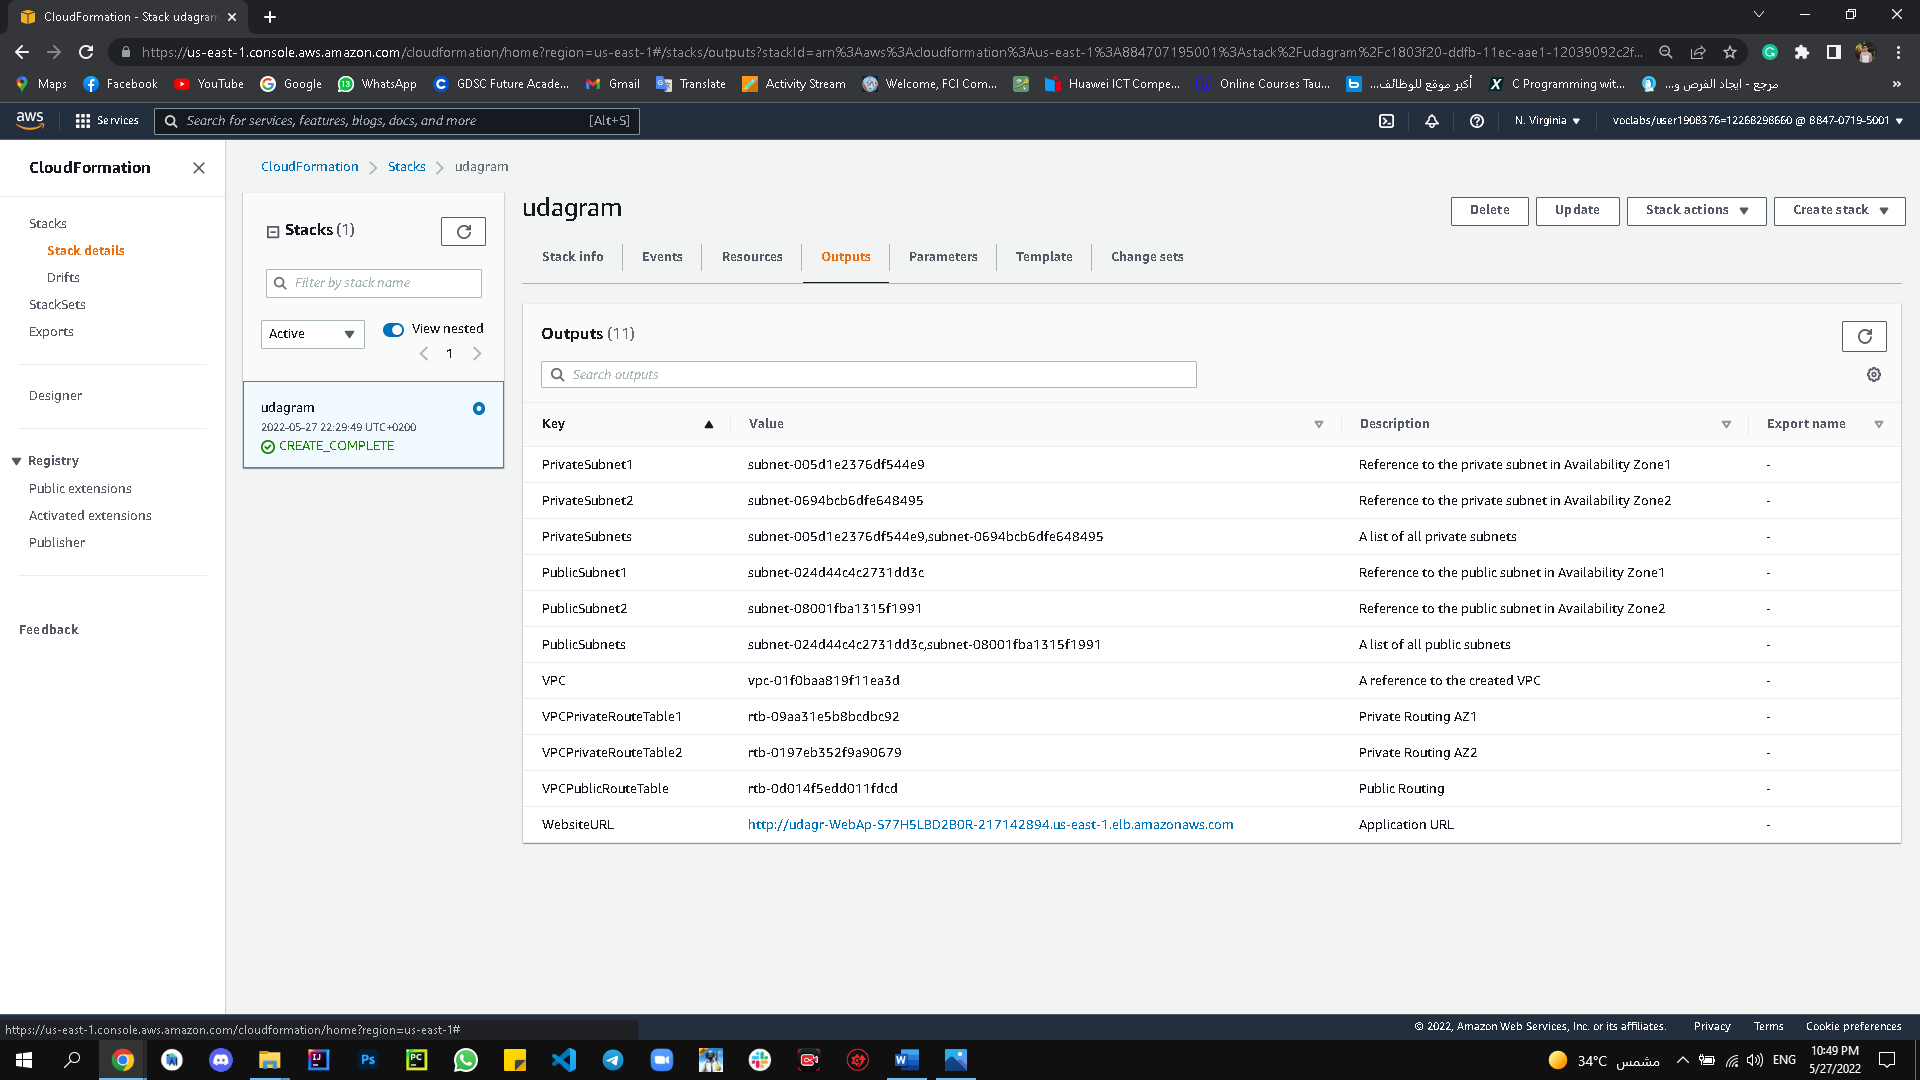 CloudFormation - Stack udagram
https://us-east-1.console.aws.amazon.com/cloudformation/home?region=us-east-1#/stacks/outputs?stackId=arn%3Aaws%3Acloudformation%3Aus-east-1%3A884707195001%3Astack%2Fudagram%2Fc1803f20-ddfb-11ec-aae1-12039092c2f...
Maps Facebook YouTube Google WhatsApp GDSC Future Acade... Gmail Translate Activity Stream Welcome, FCI Com... Huawei ICT Compe... Online Courses Tau... أكبر موقع للوظائف... C Programming wit... مرجع - ايجاد الفرص و... »
aws Services Search for services, features, blogs, docs, and more [Alt+S] N. Virginia voclabs/user1908376=12268298660 @ 8847-0719-5001
CloudFormation
Stacks
Stack details
Drifts
StackSets
Exports
Designer
Registry
Public extensions
Activated extensions
Publisher
Feedback
CloudFormation Stacks udagram
Stacks (1)
Filter by stack name
Active View nested
1
udagram
2022-05-27 22:29:49 UTC+0200
CREATE_COMPLETE
udagram
Delete Update Stack actions Create stack
Stack info Events Resources Outputs Parameters Template Change sets
Outputs (11)
Search outputs
Key Value Description Export name
PrivateSubnet1 subnet-005d1e2376df544e9 Reference to the private subnet in Availability Zone1 -
PrivateSubnet2 subnet-0694bcb6dfe648495 Reference to the private subnet in Availability Zone2 -
PrivateSubnets subnet-005d1e2376df544e9,subnet-0694bcb6dfe648495 A list of all private subnets -
PublicSubnet1 subnet-024d44c4c2731dd3c Reference to the public subnet in Availability Zone1 -
PublicSubnet2 subnet-08001fba1315f1991 Reference to the public subnet in Availability Zone2 -
PublicSubnets subnet-024d44c4c2731dd3c,subnet-08001fba1315f1991 A list of all public subnets -
VPC vpc-01f0baa819f11ea3d A reference to the created VPC -
VPCPrivateRouteTable1 rtb-09aa31e5b8bcdbc92 Private Routing AZ1 -
VPCPrivateRouteTable2 rtb-0197eb352f9a90679 Private Routing AZ2 -
VPCPublicRouteTable rtb-0d014f5edd011fdcd Public Routing -
WebsiteURL http://udagr-WebAp-S77H5LBD2B0R-217142894.us-east-1.elb.amazonaws.com Application URL -
https://us-east-1.console.aws.amazon.com/cloudformation/home?region=us-east-1#
© 2022, Amazon Web Services, Inc. or its affiliates. Privacy Terms Cookie preferences
34°C مشمس ENG
10:49 PM
5/27/2022